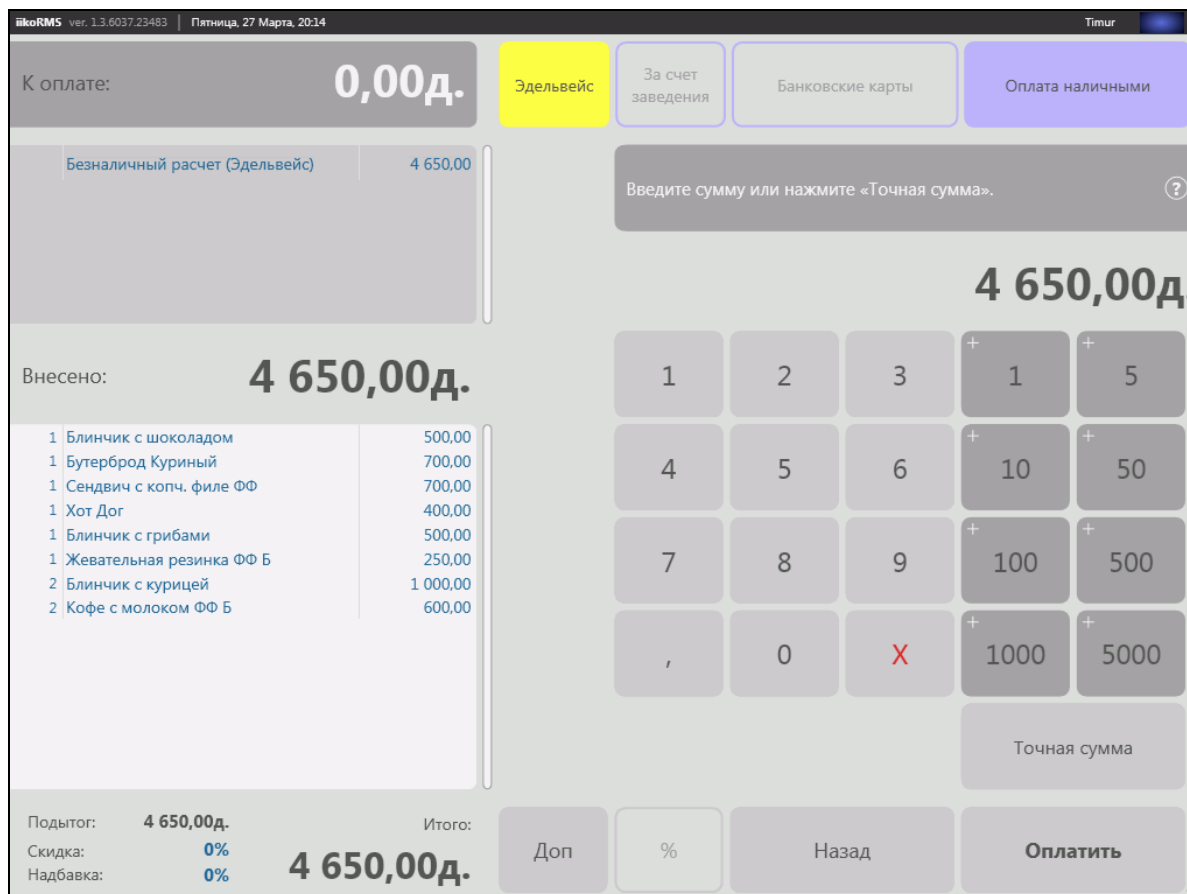 iikoRMS ver. 1.3.6037.23483 | Пятница, 27 Марта, 20:14 Timur
К оплате: 0,00д.
Эдельвейс
За счет
заведения
Банковские карты
Оплата наличными
Безналичный расчет (Эдельвейс) 4 650,00
Введите сумму или нажмите «Точная сумма». ?
4 650,00д
Внесено: 4 650,00д.
1 Блинчик с шоколадом 500,00
1 Бутерброд Куриный 700,00
1 Сендвич с копч. филе ФФ 700,00
1 Хот Дог 400,00
1 Блинчик с грибами 500,00
1 Жевательная резинка ФФ Б 250,00
2 Блинчик с курицей 1 000,00
2 Кофе с молоком ФФ Б 600,00
1 2 3 +1 +5
4 5 6 +10 +50
7 8 9 +100 +500
, 0 X +1000 +5000
Точная сумма
Подытог: 4 650,00д.
Скидка: 0%
Надбавка: 0%
Итого:
4 650,00д.
Доп % Назад Оплатить